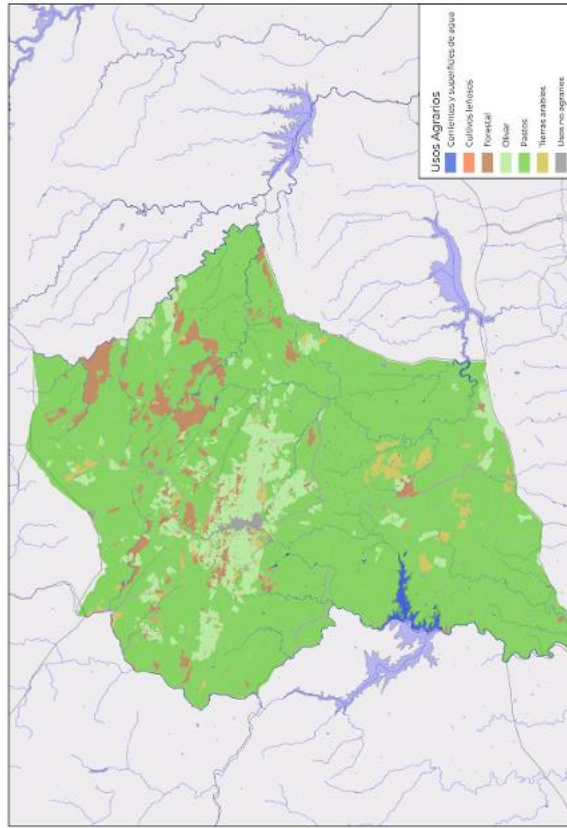 Usos Agrarios
Corrientes y superficies de agua
Cultivos leñosos
Forestal
Olivar
Pastos
Tierras arables
Usos no agrarios